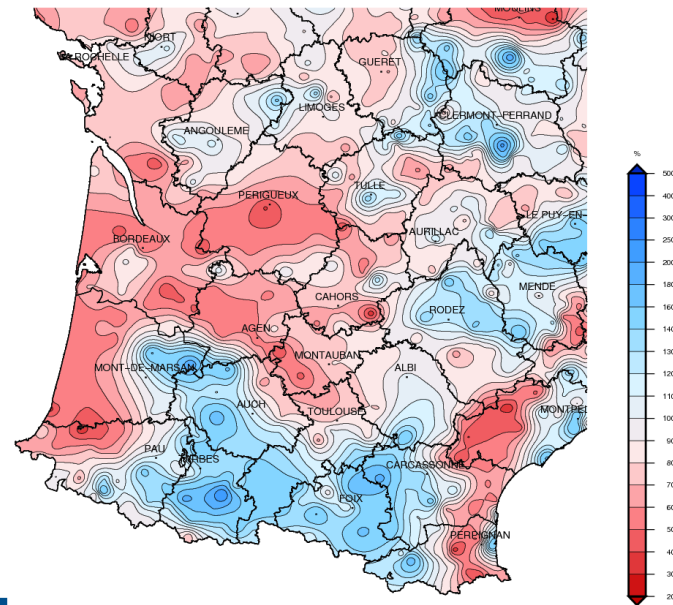 MOULINS
NIORT
ROCHELLE
GUERET
LIMOGES
CLERMONT-FERRAND
ANGOULEME
TULLE
PERIGUEUX
LE PUY-EN-
AURILLAC
BORDEAUX
MENDE
CAHORS
RODEZ
AGEN
MONTAUBAN
MONT-DE-MARSAN
ALBI
AUCH
TOULOUSE
MONTPEL
PAU
TARBES
CARCASSONNE
FOIX
PERPIGNAN
%
500
400
300
200
180
160
140
130
120
110
100
90
80
70
60
50
40
30
20